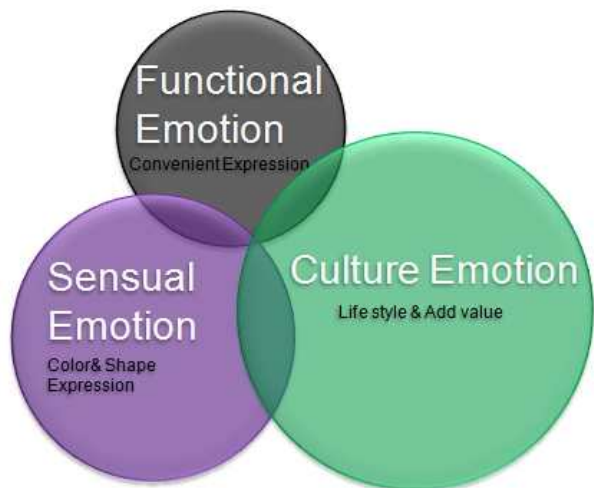 Functional
Emotion
Convenient Expression
Sensual
Emotion
Color& Shape
Expression
Culture Emotion
Life style & Add value